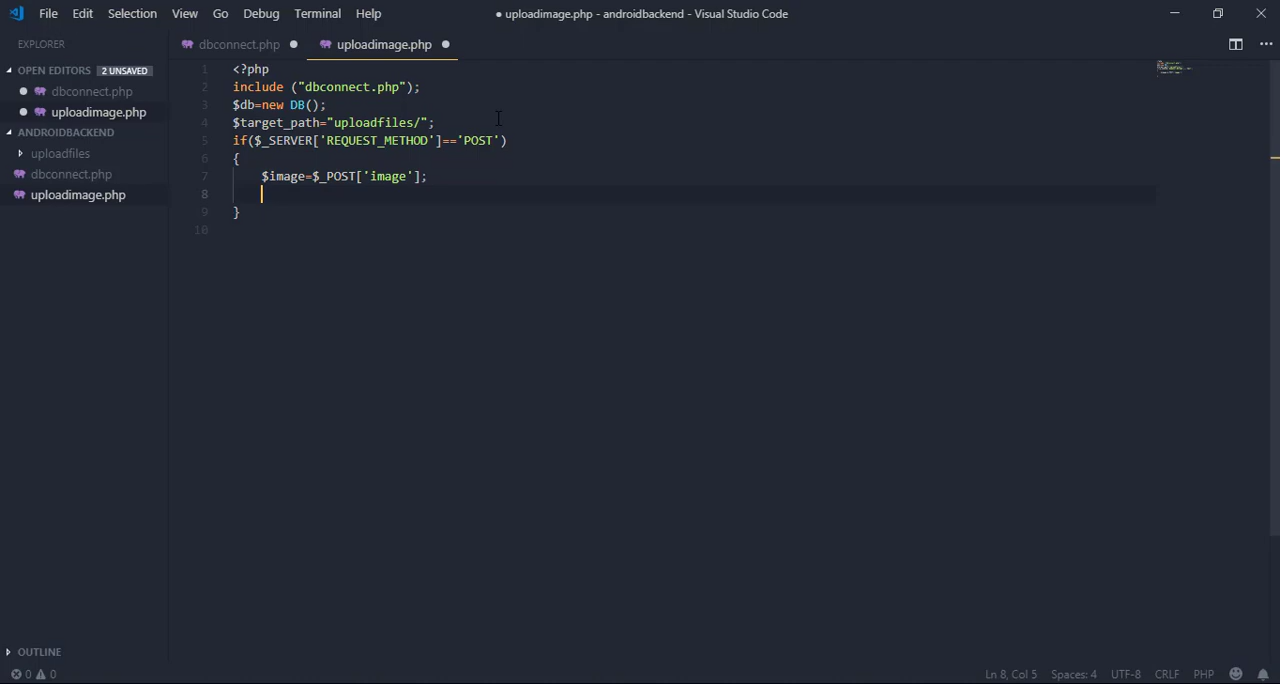 File Edit Selection View Go Debug Terminal Help
● uploadimage.php - androidbackend - Visual Studio Code
EXPLORER
dbconnect.php ●
uploadimage.php ●
OPEN EDITORS 2 UNSAVED
● dbconnect.php
● uploadimage.php
ANDROIDBACKEND
uploadfiles
dbconnect.php
uploadimage.php
1 <?php
2 include ("dbconnect.php");
3 $db=new DB();
4 $target_path="uploadfiles/";
5 if($_SERVER['REQUEST_METHOD']=='POST')
6 {
7 $image=$_POST['image'];
8
9 }
10
OUTLINE
0 0
Ln 8, Col 5 Spaces: 4 UTF-8 CRLF PHP